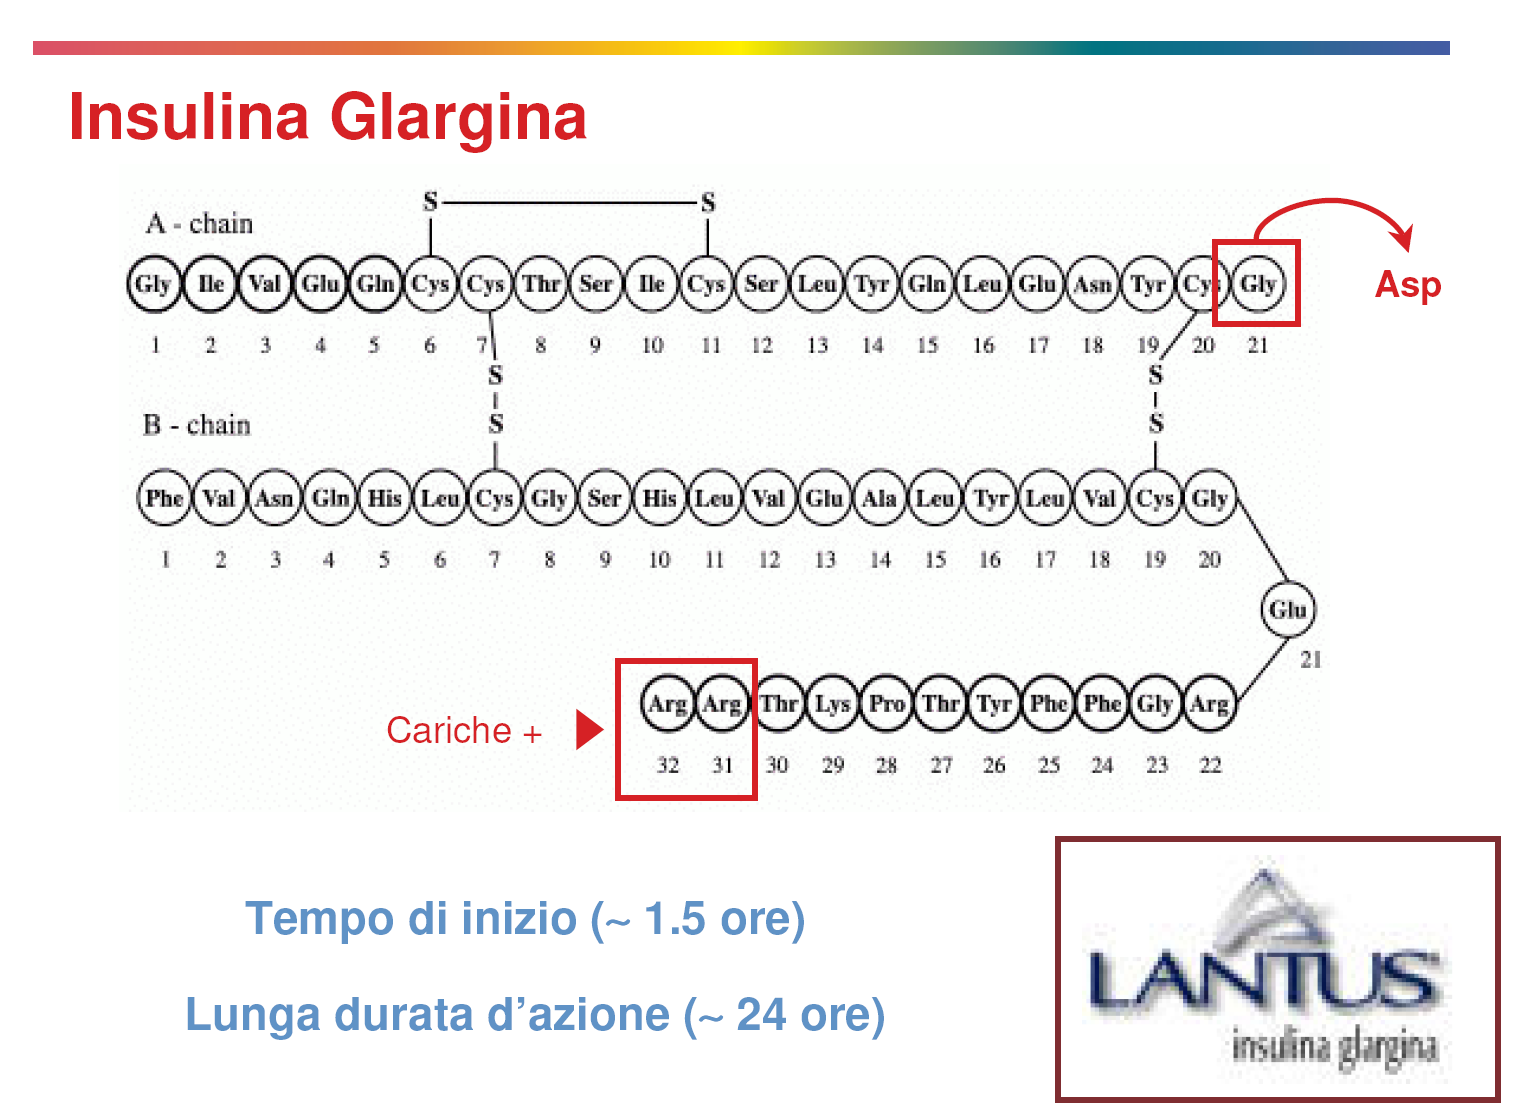 Insulina Glargina
S S
A - chain
Gly Ile Val Glu Gln Cys Cys Thr Ser Ile Cys Ser Leu Tyr Gln Leu Glu Asn Tyr Cys Gly
Asp
1 2 3 4 5 6 7 8 9 10 11 12 13 14 15 16 17 18 19 20 21
S S
S S
B - chain
Phe Val Asn Gln His Leu Cys Gly Ser His Leu Val Glu Ala Leu Tyr Leu Val Cys Gly
1 2 3 4 5 6 7 8 9 10 11 12 13 14 15 16 17 18 19 20
Glu
21
Arg Arg Thr Lys Pro Thr Tyr Phe Phe Gly Arg
Cariche +
32 31 30 29 28 27 26 25 24 23 22
Tempo di inizio (~ 1.5 ore)
Lunga durata d’azione (~ 24 ore)
LANTUS
insulina glargina